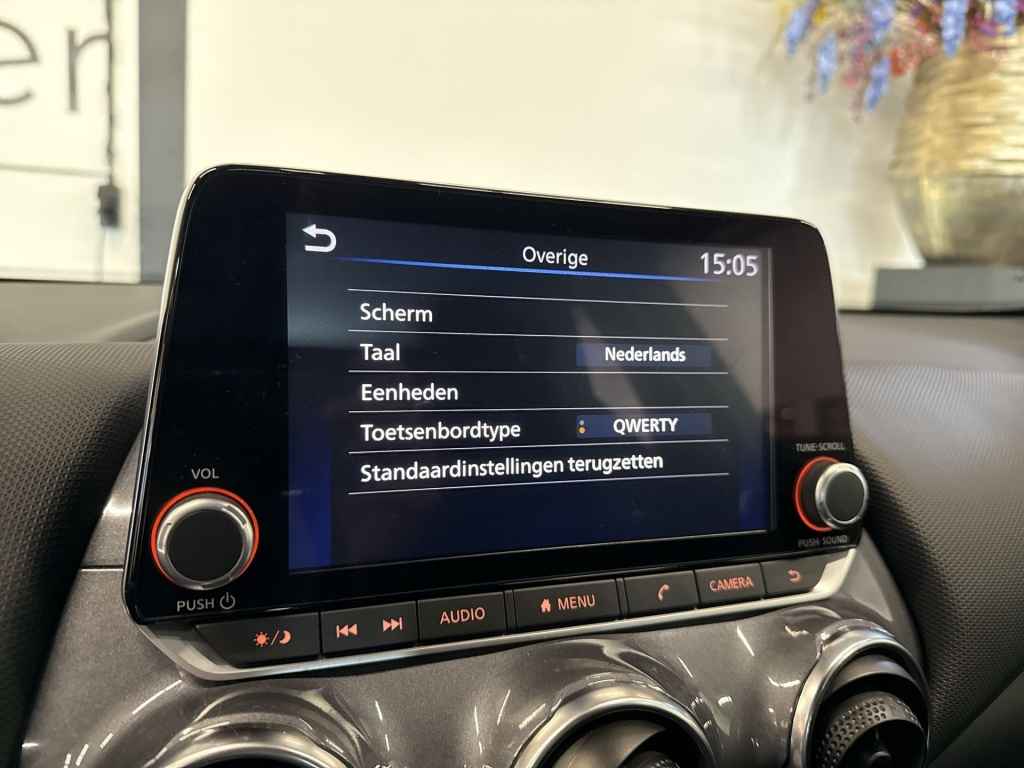 er
Overige
15:05
Scherm
Taal
Nederlands
Eenheden
Toetsenbordtype
QWERTY
Standaardinstellingen terugzetten
VOL
TUNE·SCROLL
PUSH
PUSH SOUND
AUDIO
MENU
CAMERA